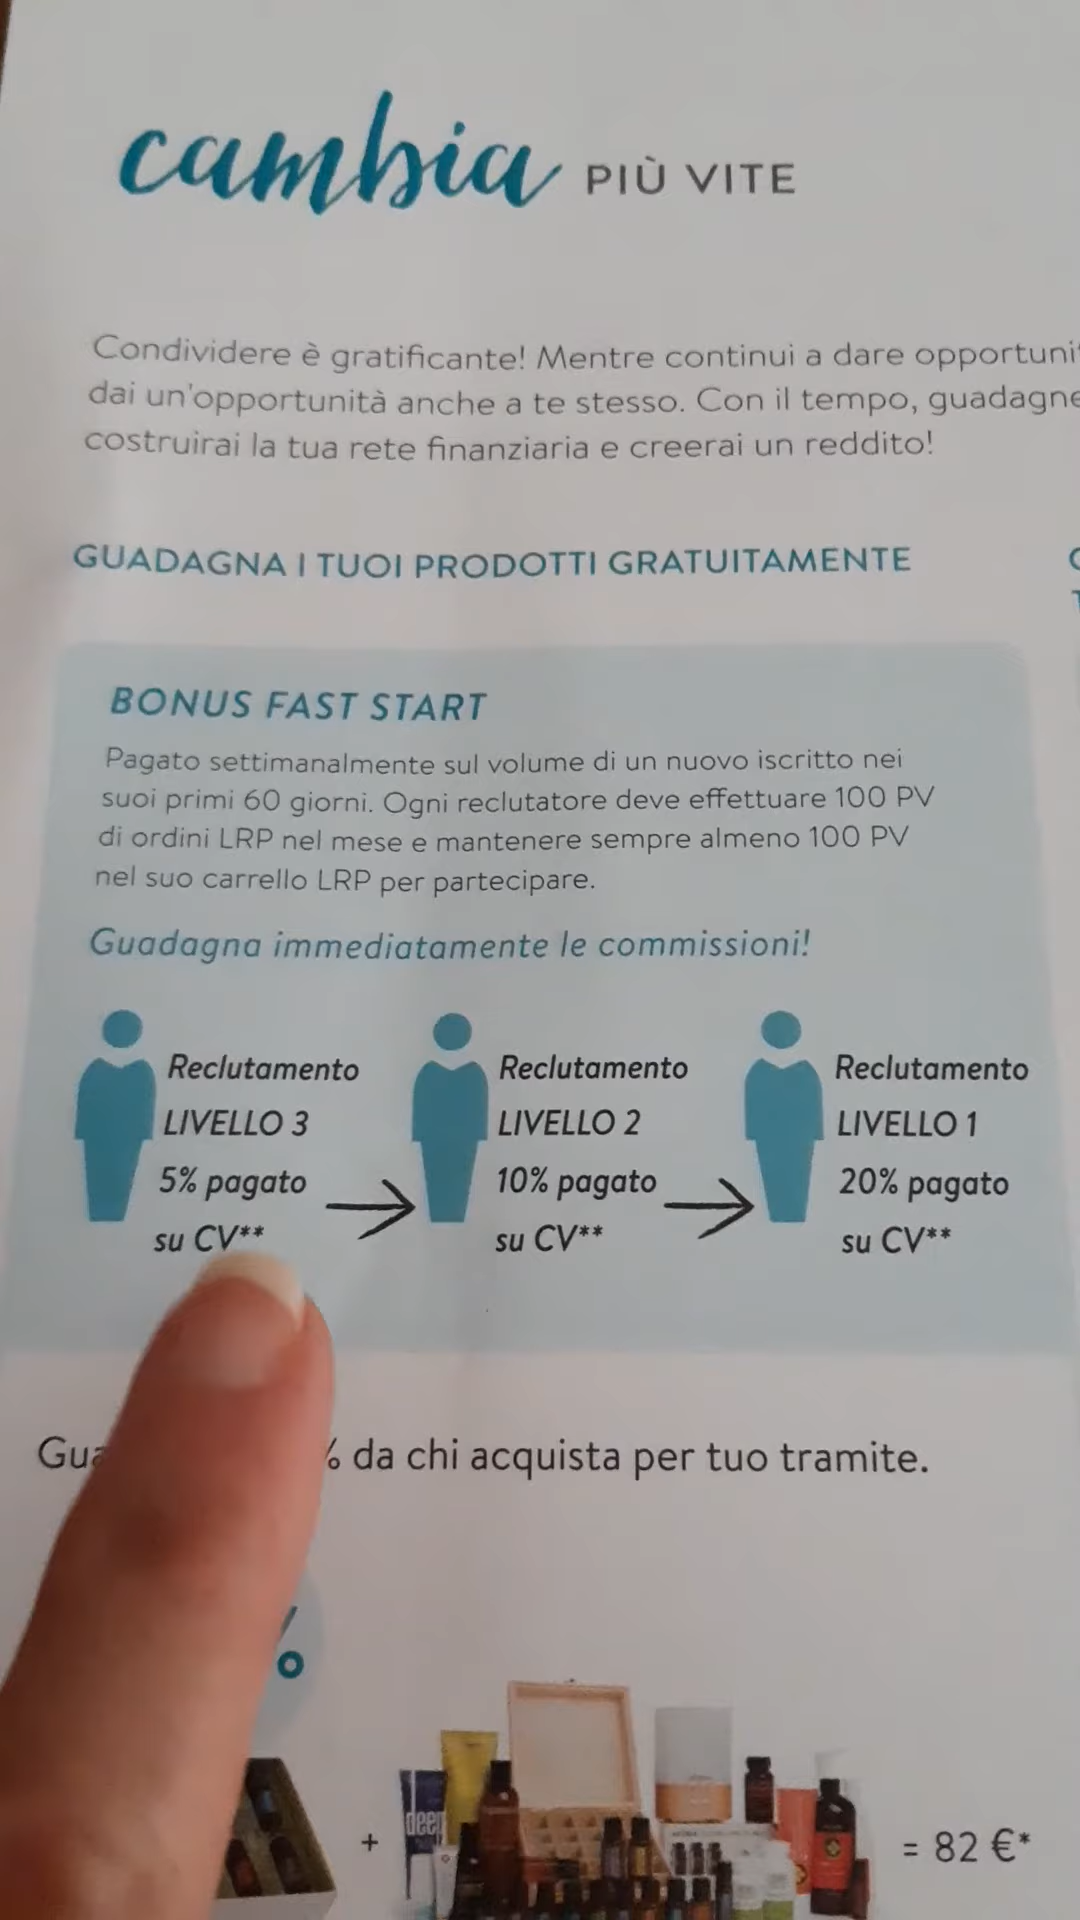 cambia PIÙ VITE
Condividere è gratificante! Mentre continui a dare
dai un'opportunità anche a te stesso. Con il tempo,
costruirai la tua rete finanziaria e creerai un reddito!
GUADAGNA I TUOI PRODOTTI GRATUITAMENTE
BONUS FAST START
Pagato settimanalmente sul volume di un nuovo iscritto nei
suoi primi 60 giorni. Ogni reclutatore deve effettuare 100 PV
di ordini LRP nel mese e mantenere sempre almeno 100 PV
nel suo carrello LRP per partecipare.
Guadagna immediatamente le commissioni!
Reclutamento
LIVELLO 3
5% pagato
su CV**
Reclutamento
LIVELLO 2
10% pagato
su CV**
Reclutamento
LIVELLO 1
20% pagato
su CV**
% da chi acquista per tuo tramite.
%
+
= 82 €*